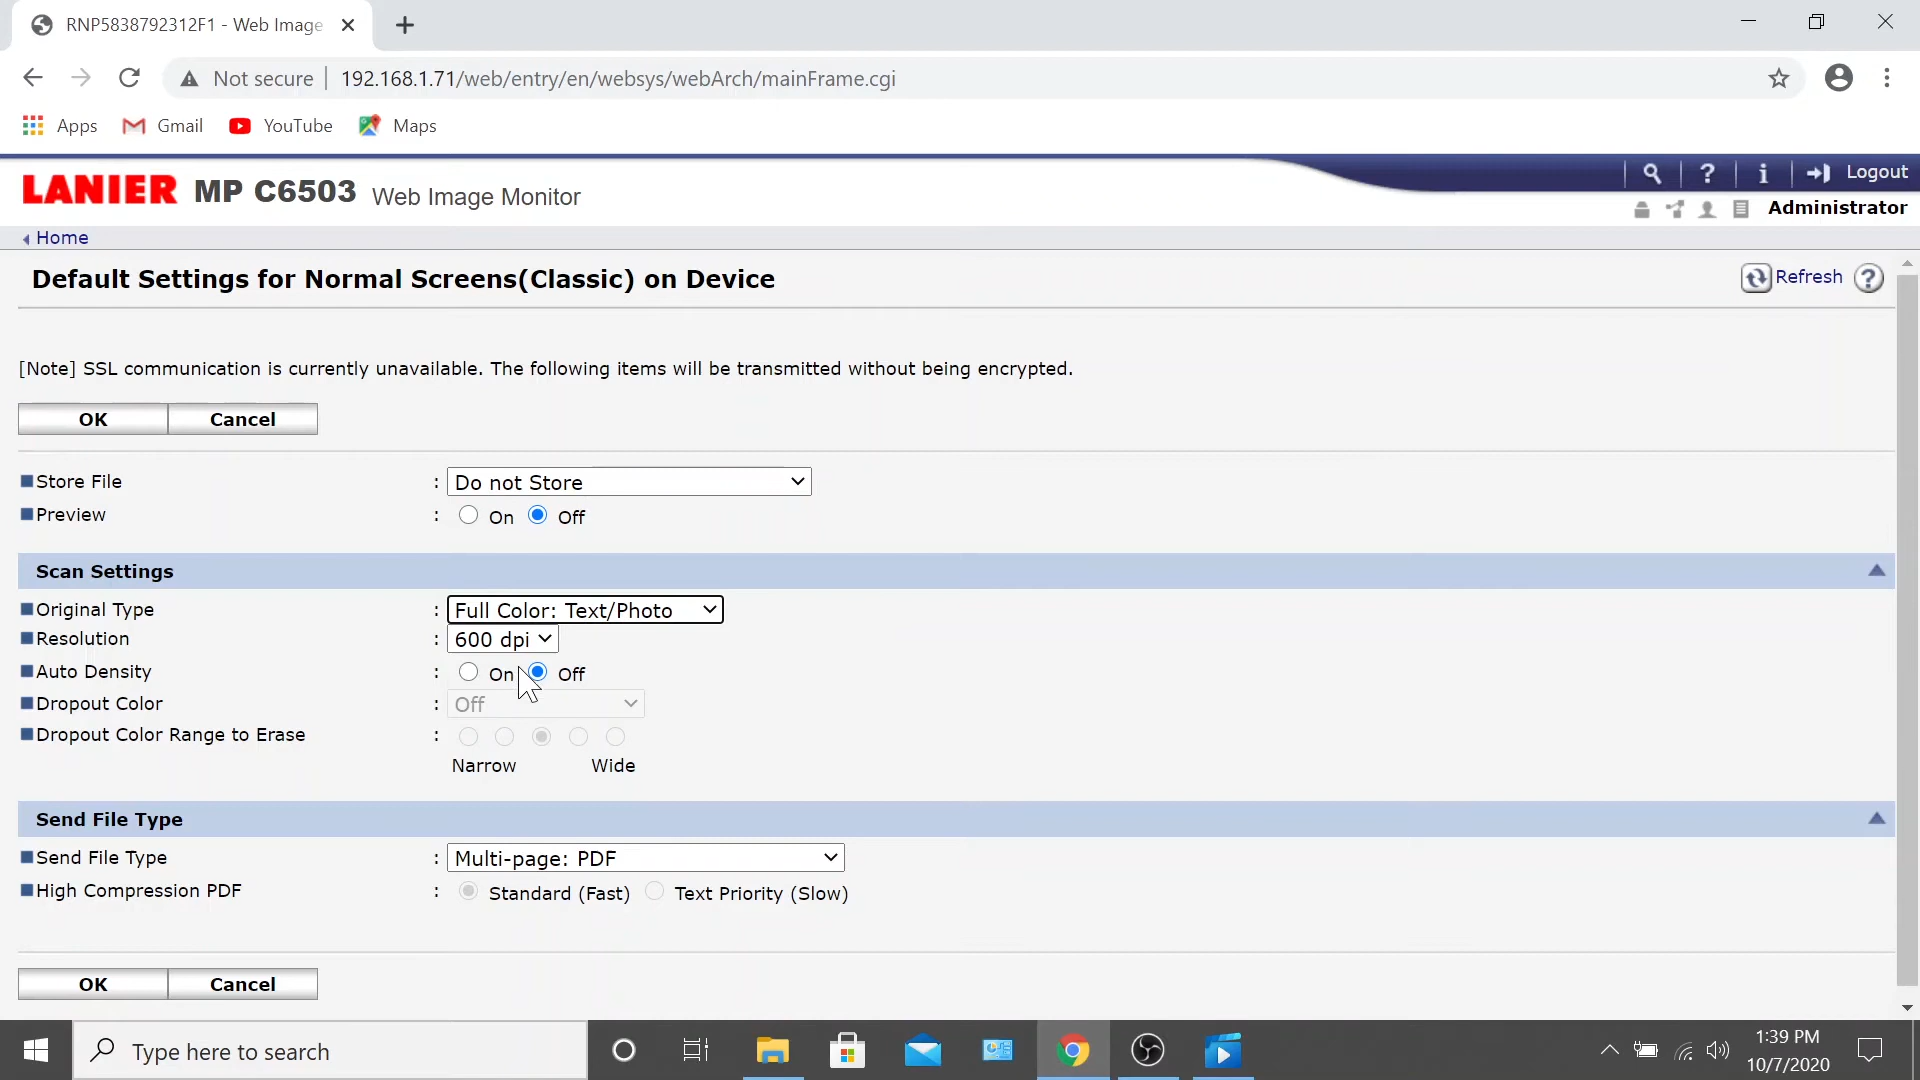 RNP5838792312F1 - Web Image
Not secure 192.168.1.71/web/entry/en/websys/webArch/mainFrame.cgi
Apps Gmail YouTube Maps
LANIER MP C6503 Web Image Monitor
? i Logout
Administrator
Home
Default Settings for Normal Screens(Classic) on Device
Refresh ?
[Note] SSL communication is currently unavailable. The following items will be transmitted without being encrypted.
OK Cancel
Store File : Do not Store
Preview : On Off
Scan Settings
Original Type : Full Color: Text/Photo
Resolution : 600 dpi
Auto Density : On Off
Dropout Color : Off
Dropout Color Range to Erase :
Narrow Wide
Send File Type
Send File Type : Multi-page: PDF
High Compression PDF : Standard (Fast) Text Priority (Slow)
OK Cancel
Type here to search
1:39 PM
10/7/2020